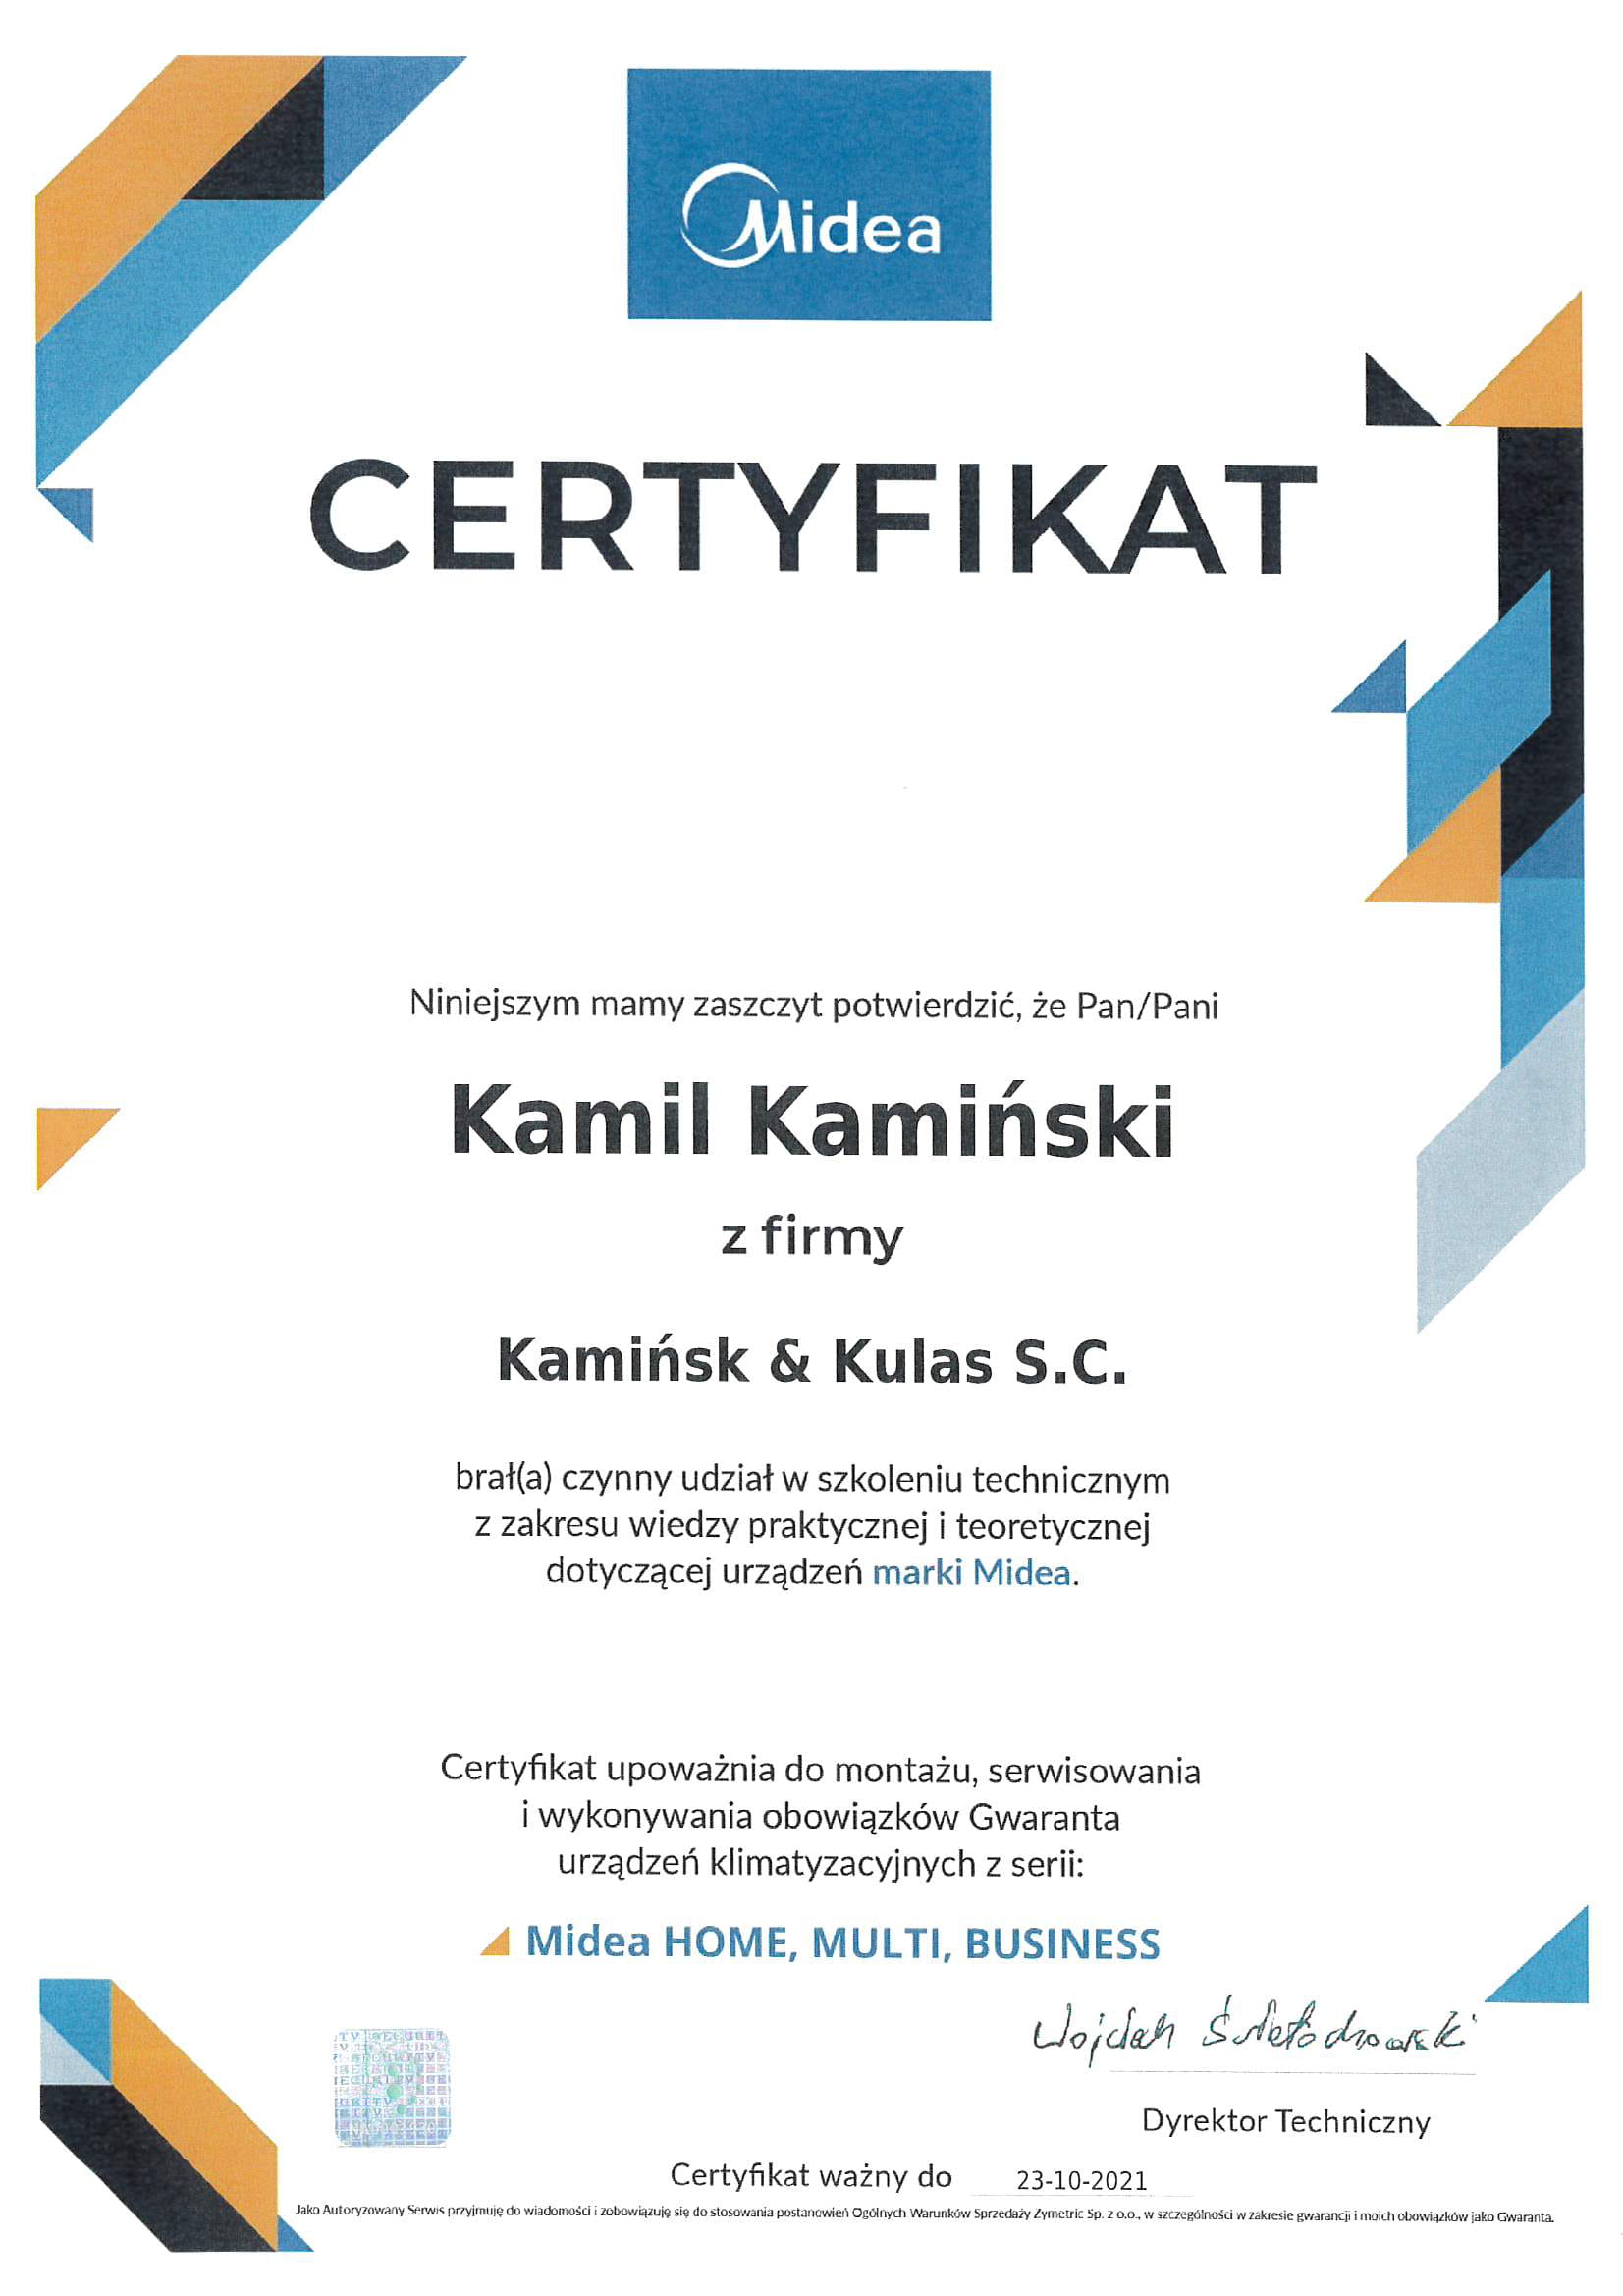 Midea
CERTYFIKAT
Niniejszym mamy zaszczyt potwierdzić, że Pan/Pani
Kamil Kamiński
z firmy
Kamińsk & Kulas S.C.
brał(a) czynny udział w szkoleniu technicznym
z zakresu wiedzy praktycznej i teoretycznej
dotyczącej urządzeń marki Midea.
Certyfikat upoważnia do montażu, serwisowania
i wykonywania obowiązków Gwaranta
urządzeń klimatyzacyjnych z serii:
Midea HOME, MULTI, BUSINESS
Wojciech
Dyrektor Techniczny
Certyfikat ważny do 23-10-2021
Jako Autoryzowany Serwis przyjmuję do wiadomości i zobowiązuję się do stosowania postanowień Ogólnych Warunków Sprzedaży Zymetric Sp. z o.o., w szczególności w zakresie gwarancji i moich obowiązków jako Gwaranta.